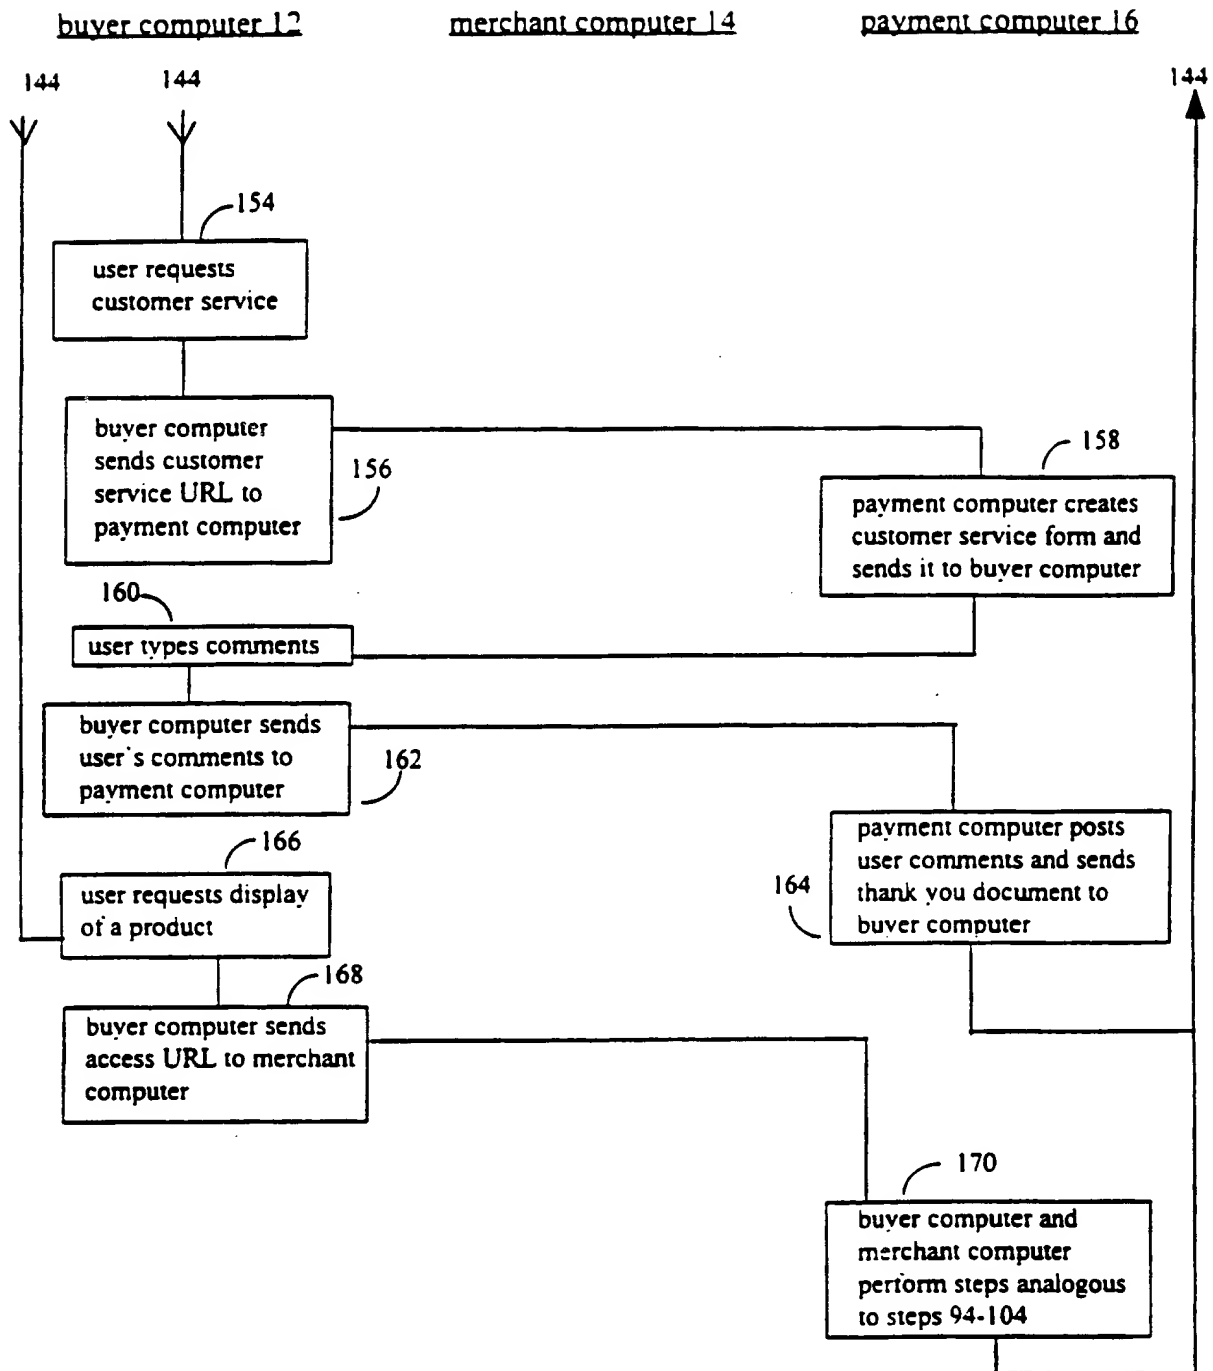 buyer computer 12
merchant computer 14
payment computer 16
144
144
144
154
user requests
customer service
buyer computer
sends customer
service URL to
payment computer
156
158
payment computer creates
customer service form and
sends it to buyer computer
160
user types comments
buyer computer sends
user's comments to
payment computer
162
payment computer posts
user comments and sends
thank you document to
buyer computer
164
166
user requests display
of a product
168
buyer computer sends
access URL to merchant
computer
170
buyer computer and
merchant computer
perform steps analogous
to steps 94-104